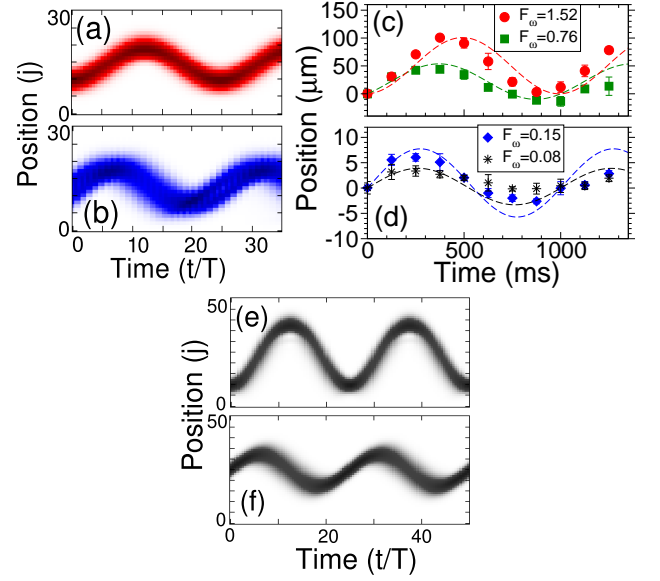 (a)
30
0
(b)
30
0
Position (j)
0 10 20 30
Time (t/T)
(c)
150
100
50
0
-50
F_ω=1.52
F_ω=0.76
Position (μm)
(d)
10
5
0
-5
-10
F_ω=0.15
F_ω=0.08
0 500 1000
Time (ms)
(e)
50
0
(f)
50
0
Position (j)
0 20 40
Time (t/T)